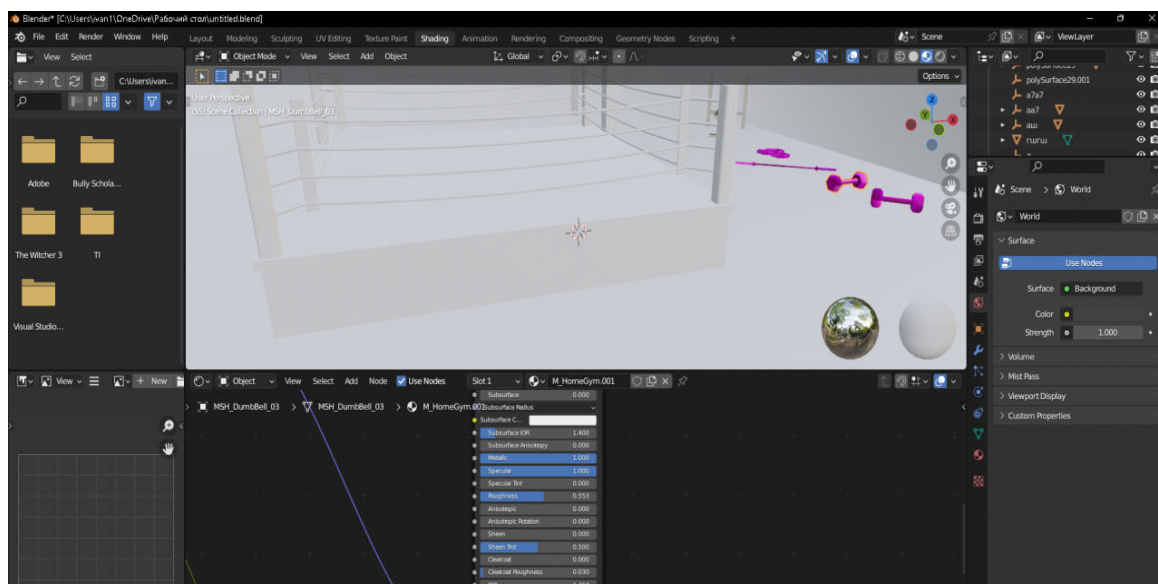 Blender* [C:\Users\ivan1\OneDrive\Рабочий стол\untitled.blend]
File Edit Render Window Help
Layout Modeling Sculpting UV Editing Texture Paint Shading Animation Rendering Compositing Geometry Nodes Scripting +
Scene
ViewLayer
View Select
Object Mode View Select Add Object
Global
C:\Users\ivan...
Options
User Perspective
(55) Scene Collection | MSH_DumbBell_03
polySurface29.001
a7a7
aa7
аш
гыгы
Adobe
Bully Schola...
The Witcher 3
TI
Visual Studio...
X
Y
Z
Scene > World
World
Surface
Use Nodes
Surface Background
Color
Strength 1.000
Volume
Mist Pass
Viewport Display
Custom Properties
View + New
Object View Select Add Node Use Nodes Slot 1 M_HomeGym.001
MSH_DumbBell_03 > MSH_DumbBell_03 > M_HomeGym.001
Subsurface 0.000
Subsurface Radius
Subsurface C...
Subsurface IOR 1.400
Subsurface Anisotropy 0.000
Metallic 1.000
Specular 1.000
Specular Tint 0.000
Roughness 0.553
Anisotropic 0.000
Anisotropic Rotation 0.000
Sheen 0.000
Sheen Tint 0.500
Clearcoat 0.000
Clearcoat Roughness 0.030